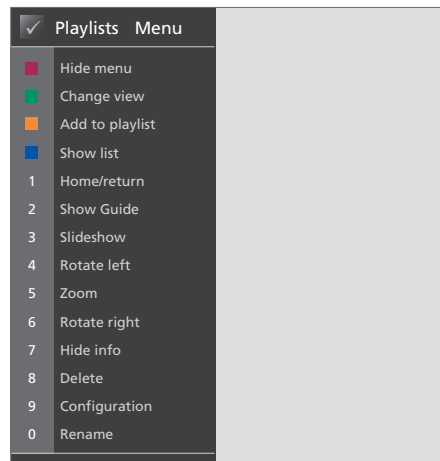 Playlists Menu
Hide menu
Change view
Add to playlist
Show list
1 Home/return
2 Show Guide
3 Slideshow
4 Rotate left
5 Zoom
6 Rotate right
7 Hide info
8 Delete
9 Configuration
0 Rename